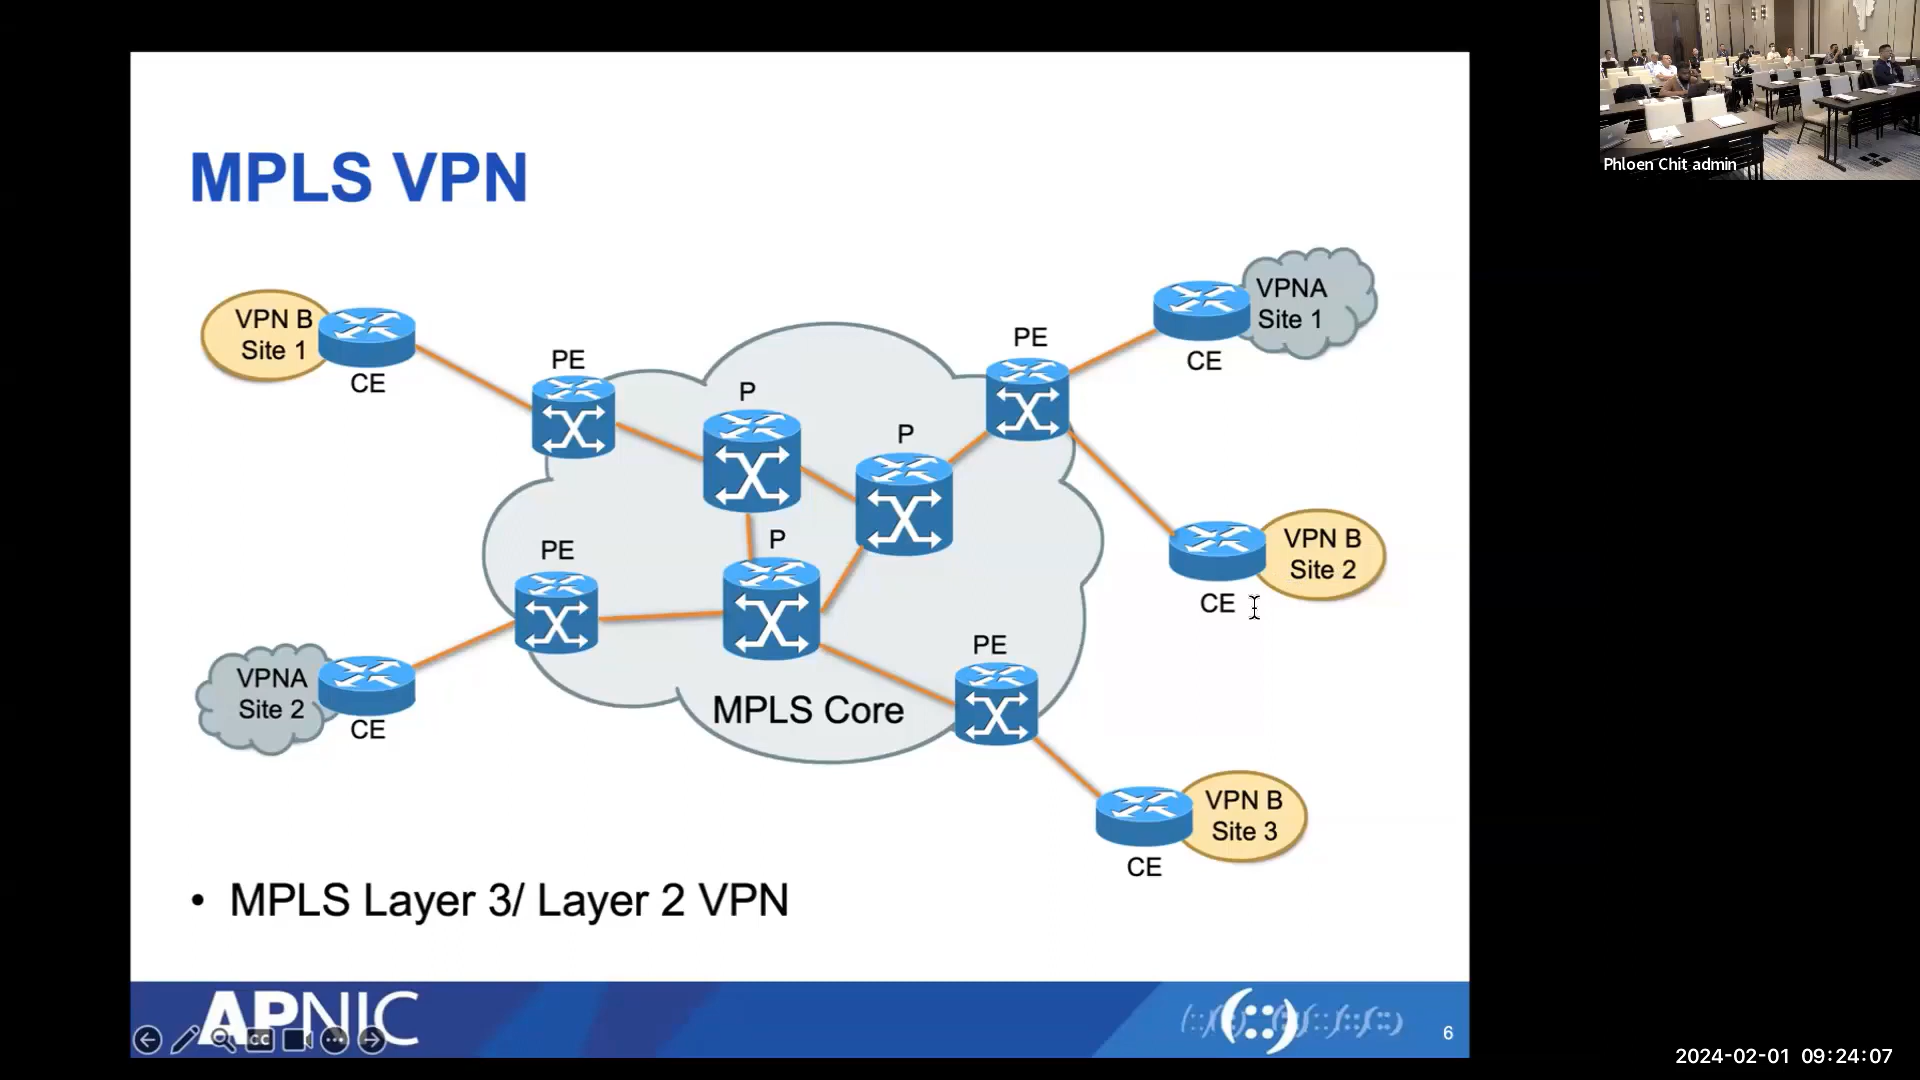 MPLS VPN
VPN B
Site 1
CE
PE
P
P
PE
CE
VPNA
Site 1
PE
P
CE
VPN B
Site 2
VPNA
Site 2
CE
MPLS Core
PE
CE
VPN B
Site 3
• MPLS Layer 3/ Layer 2 VPN
APNIC
CC
6
Phloen Chit admin
2024-02-01 09:24:07